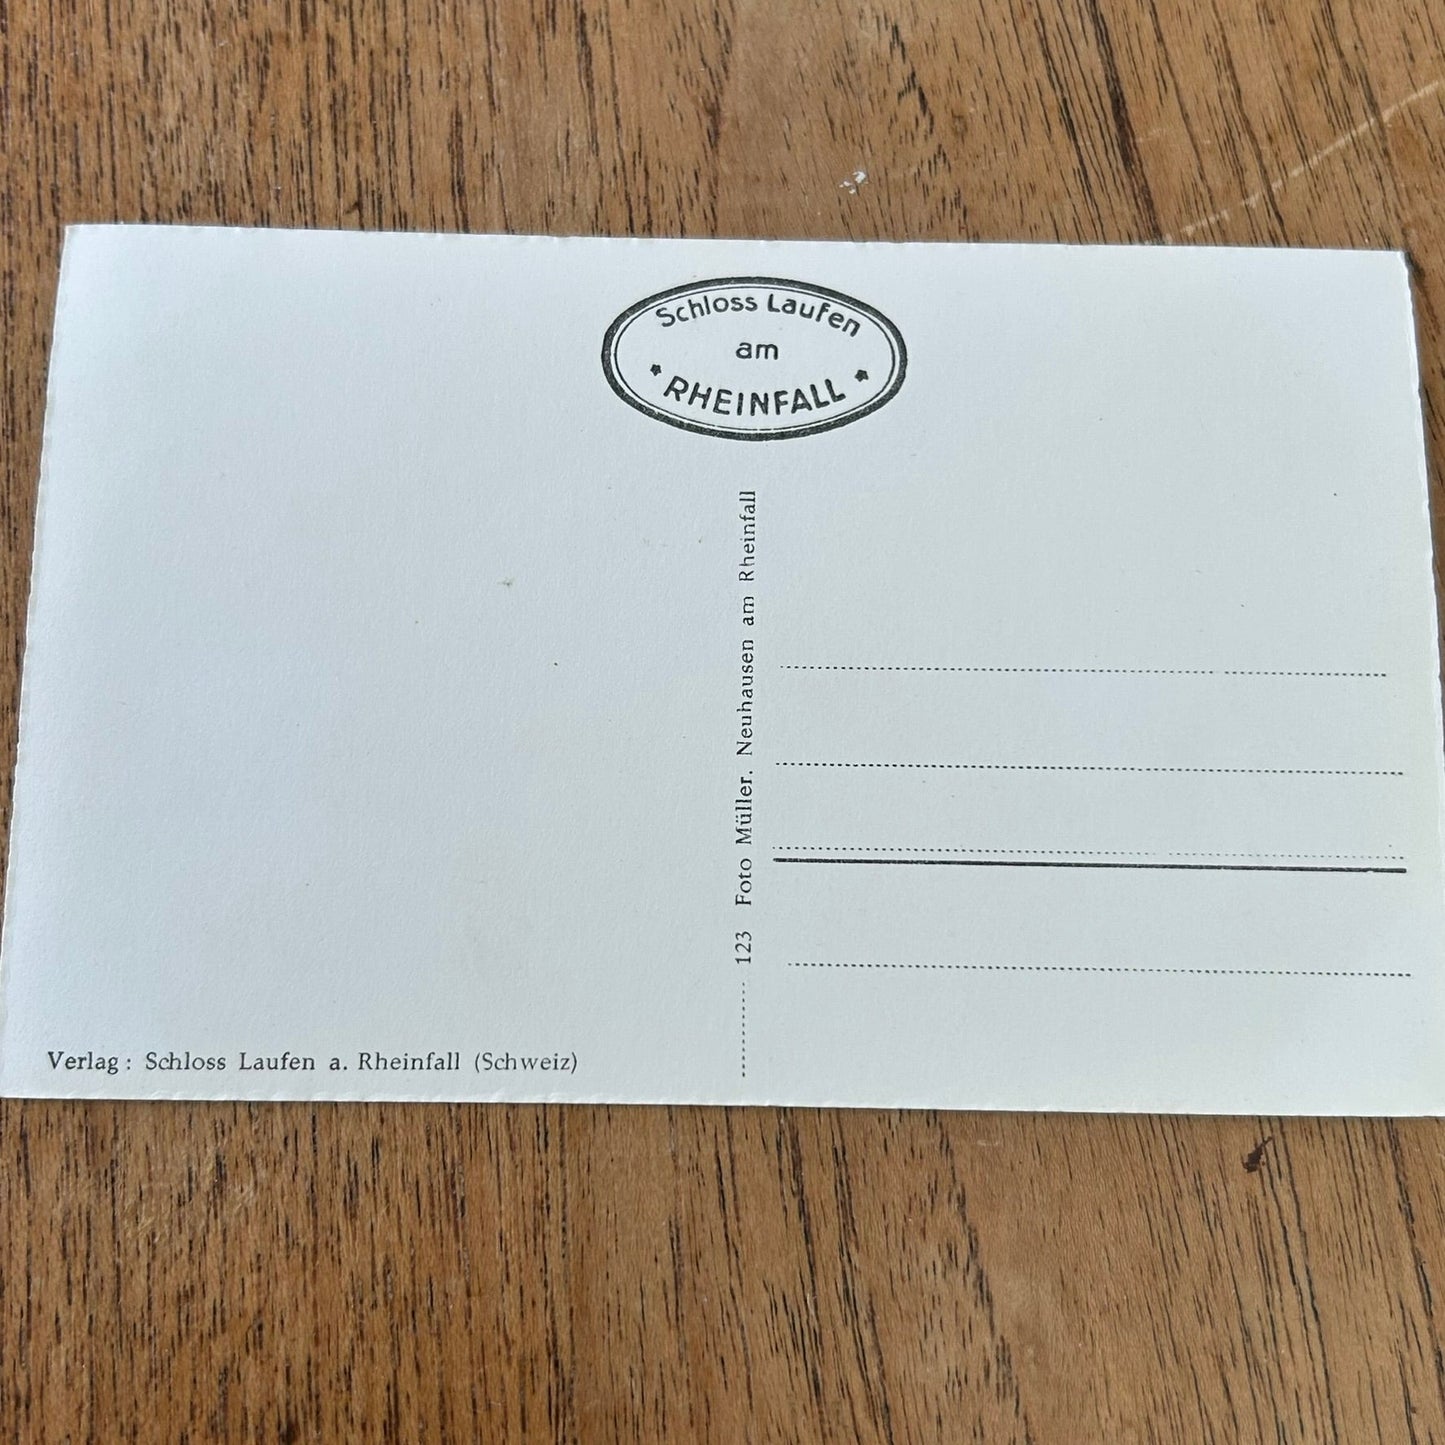 Schloss Laufen
am
* RHEINFALL *
123 Foto Müller. Neuhausen am Rheinfall
Verlag: Schloss Laufen a. Rheinfall (Schweiz)